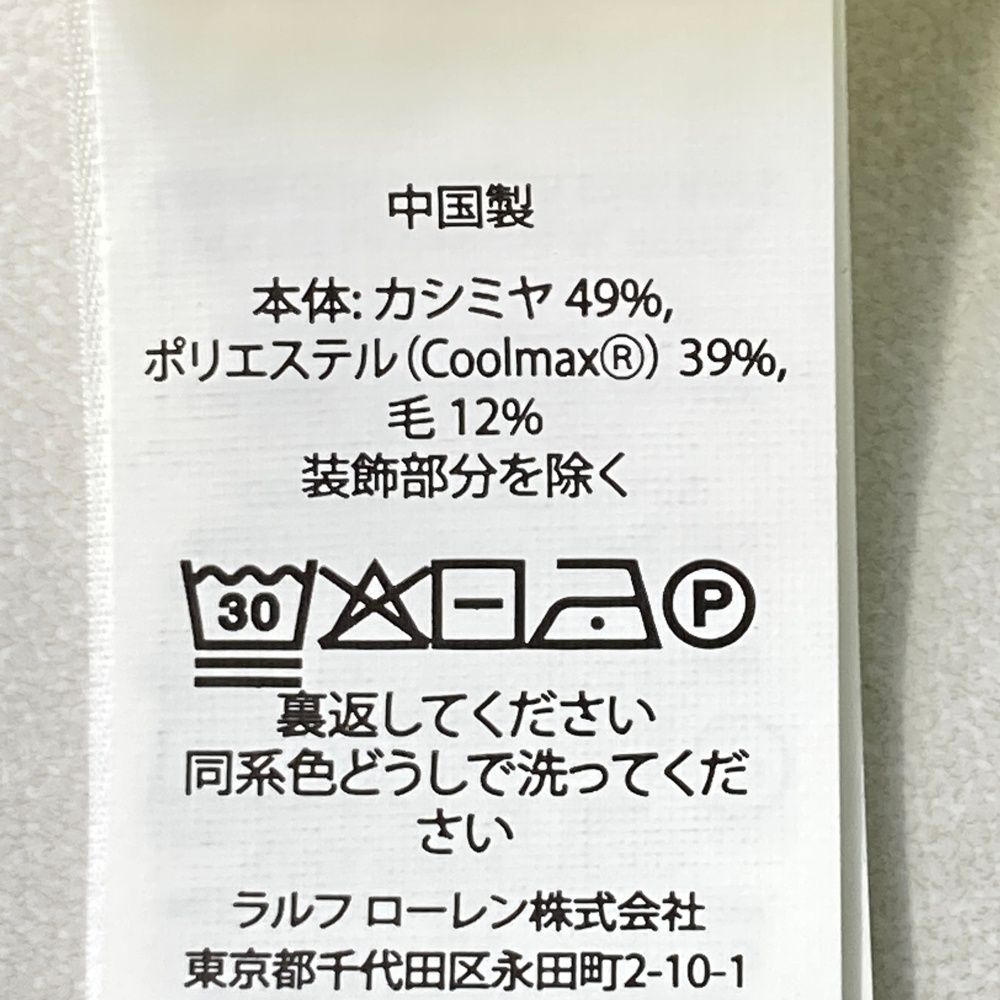 中国製
本体: カシミヤ 49%,
ポリエステル (Coolmax®) 39%,
毛 12%
装飾部分を除く
30
P
裏返してください
同系色どうしで洗ってくだ
さい
ラルフ ローレン株式会社
東京都千代田区永田町2-10-1